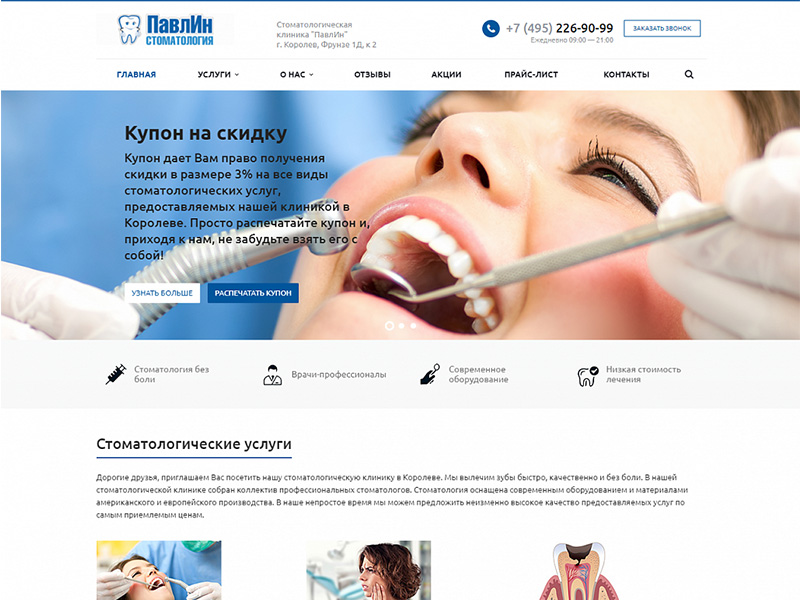 ПавлИн
СТОМАТОЛОГИЯ
Стоматологическая
клиника "ПавлИн"
г. Королев, Фрунзе 1Д, к 2
+7 (495) 226-90-99
Ежедневно 09:00 — 21:00
ЗАКАЗАТЬ ЗВОНОК
ГЛАВНАЯ УСЛУГИ О НАС ОТЗЫВЫ АКЦИИ ПРАЙС-ЛИСТ КОНТАКТЫ
Купон на скидку
Купон дает Вам право получения
скидки в размере 3% на все виды
стоматологических услуг,
предоставляемых нашей клиникой в
Королеве. Просто распечатайте купон и,
приходя к нам, не забудьте взять его с
собой!
УЗНАТЬ БОЛЬШЕ РАСПЕЧАТАТЬ КУПОН
Стоматология без
боли
Врачи-профессионалы
Современное
оборудование
Низкая стоимость
лечения
Стоматологические услуги
Дорогие друзья, приглашаем Вас посетить нашу стоматологическую клинику в Королеве. Мы вылечим зубы быстро, качественно и без боли. В нашей
стоматологической клинике собран коллектив профессиональных стоматологов. Стоматология оснащена современным оборудованием и материалами
американского и европейского производства. В наше непростое время мы можем предложить неизменно высокое качество предоставляемых услуг по
самым приемлемым ценам.